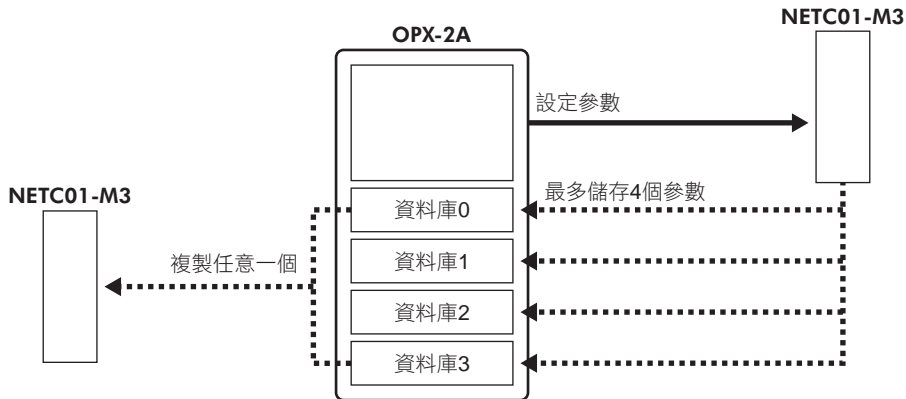 NETC01-M3
OPX-2A
設定參數
NETC01-M3
最多儲存4個參數
資料庫0
複製任意一個
資料庫1
資料庫2
資料庫3